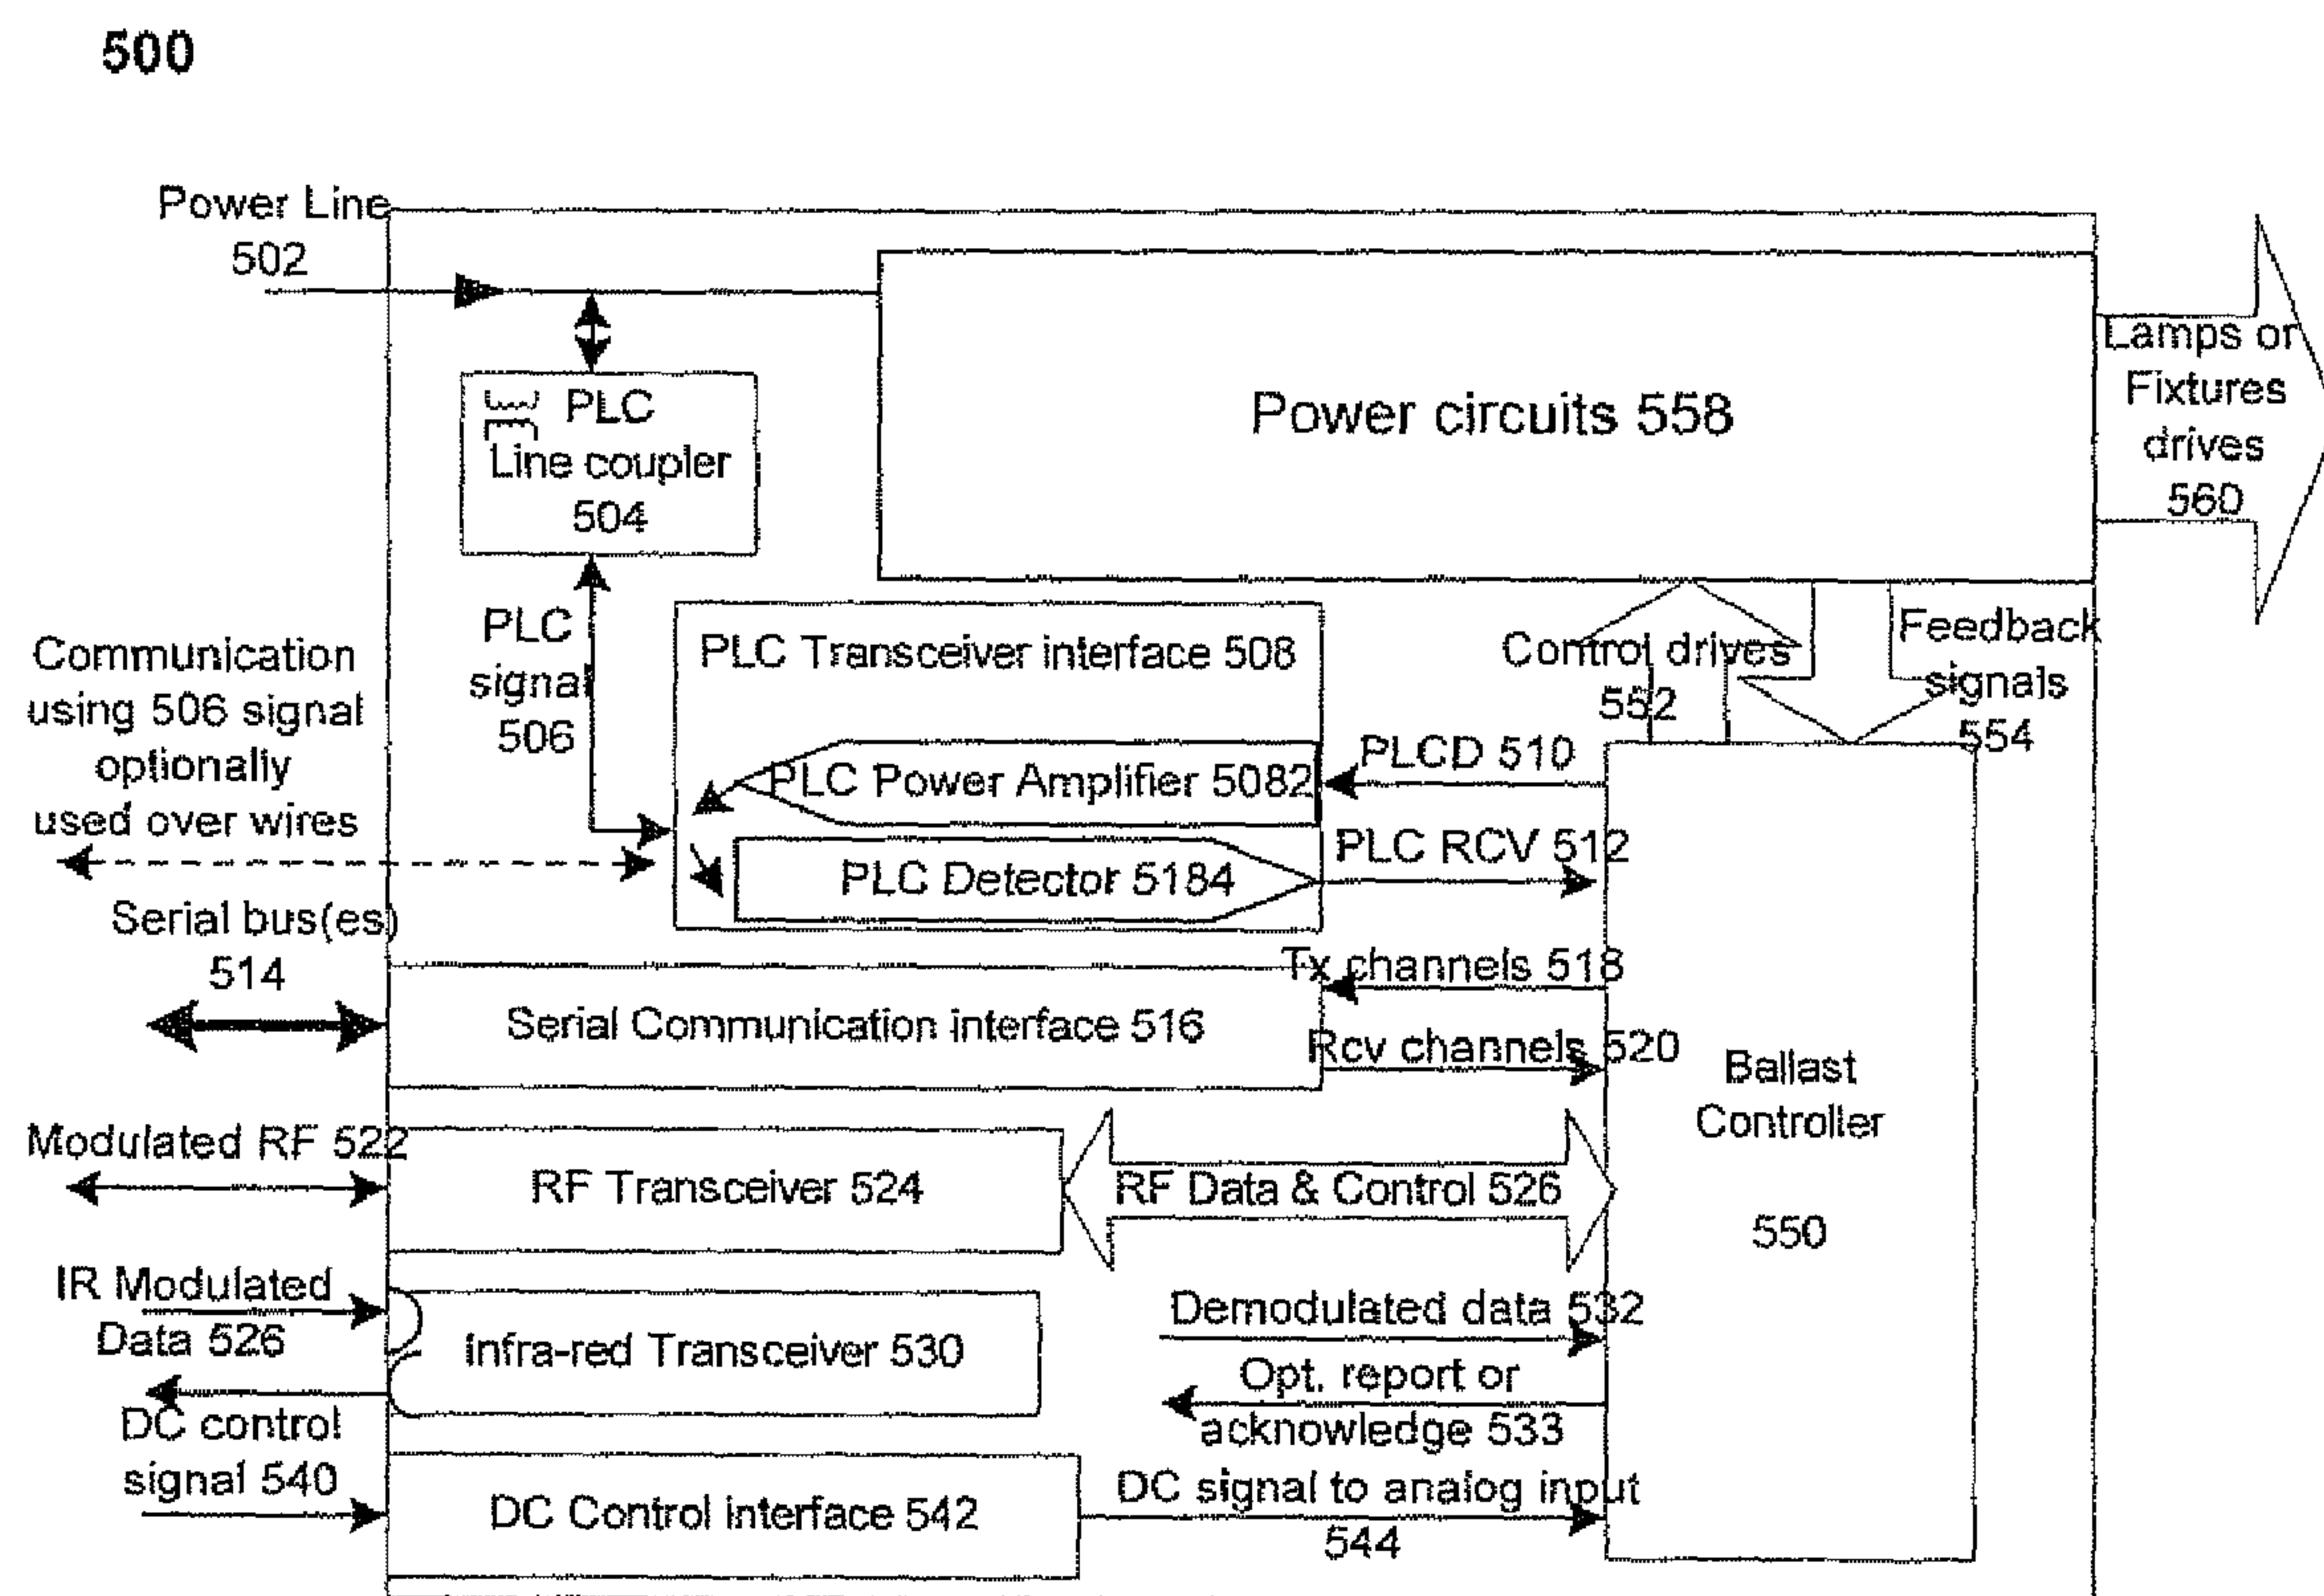 500
Power Line
502
PLC
Line coupler
504
Power circuits 558
Lamps or
Fixtures
drives
560
PLC
signal
506
Communication
using 506 signal
optionally
used over wires
PLC Transceiver interface 508
PLC Power Amplifier 5082
PLC Detector 5184
Control drives
552
Feedback
signals
554
PLCD 510
PLC RCV 512
Serial bus(es)
514
Serial Communication interface 516
Tx channels 518
Rcv channels 520
Ballast
Controller
550
Modulated RF 522
RF Transceiver 524
RF Data & Control 526
IR Modulated
Data 526
Infra-red Transceiver 530
Demodulated data 532
Opt. report or
acknowledge 533
DC control
signal 540
DC Control interface 542
DC signal to analog input
544